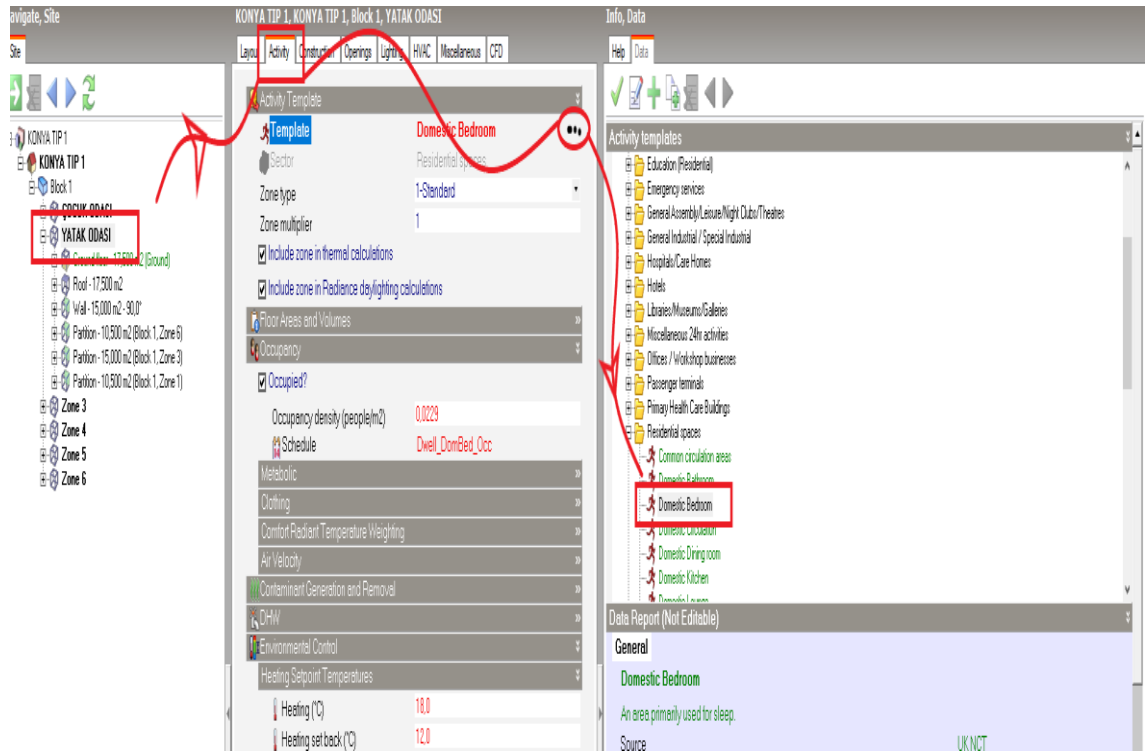 avigate, Site
Site
KONYA TIP 1
KONYA TIP 1
Block 1
ÇOCUK ODASI
YATAK ODASI
Ground floor - 17,500 m2 (Ground)
Roof - 17,500 m2
Wall - 15,000 m2 - 90,0°
Partition - 10,500 m2 (Block 1, Zone 6)
Partition - 15,000 m2 (Block 1, Zone 3)
Partition - 10,500 m2 (Block 1, Zone 1)
Zone 3
Zone 4
Zone 5
Zone 6
KONYA TIP 1, KONYA TIP 1, Block 1, YATAK ODASI
Layou Activity Construction Openings Lighting HVAC Miscellaneous CFD
Activity Template
Template Domestic Bedroom
Sector Residential spaces
Zone type 1-Standard
Zone multiplier 1
Include zone in thermal calculations
Include zone in Radiance daylighting calculations
Floor Areas and Volumes
Occupancy
Occupied?
Occupancy density (people/m2) 0,0229
Schedule Dwell_DomBed_Occ
Metabolic
Clothing
Comfort Radiant Temperature Weighting
Air Velocity
Contaminant Generation and Removal
DHW
Environmental Control
Heating Setpoint Temperatures
Heating (°C) 18,0
Heating set back (°C) 12,0
Info, Data
Help Data
Activity templates
Education (Residential)
Emergency services
General Assembly/Leisure/Night Clubs/Theatres
General Industrial / Special Industrial
Hospitals/Care Homes
Hotels
Libraries/Museums/Galleries
Miscellaneous 24hr activities
Offices / Workshop businesses
Passenger terminals
Primary Health Care Buildings
Residential spaces
Common circulation areas
Domestic Bathroom
Domestic Bedroom
Domestic Circulation
Domestic Dining room
Domestic Kitchen
Domestic Lounge
Data Report (Not Editable)
General
Domestic Bedroom
An area primarily used for sleep.
Source UK NCT